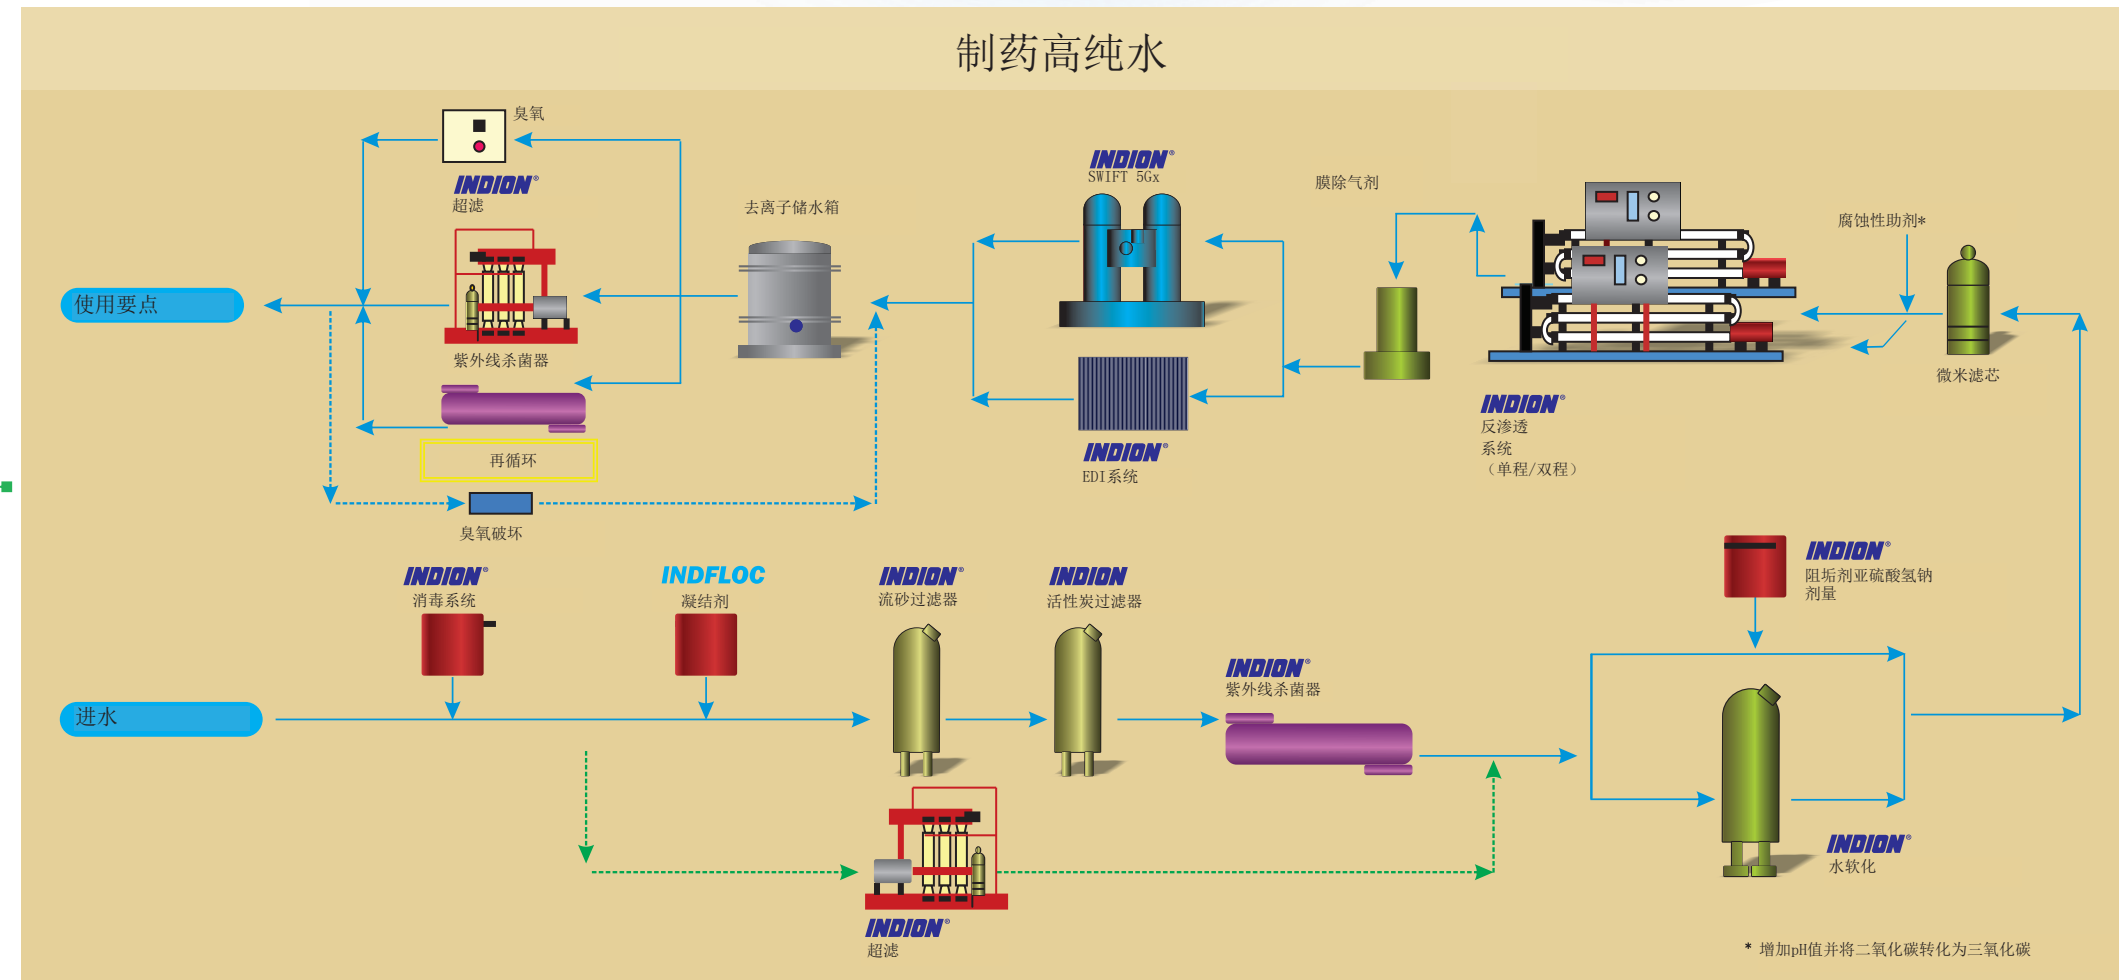 制药高纯水
臭氧
INDION®
超滤
紫外线杀菌器
再循环
臭氧破坏
使用要点
去离子储水箱
INDION®
SWIFT 5Gx
INDION®
EDI系统
膜除气剂
INDION®
反渗透
系统
（单程/双程）
腐蚀性助剂*
微米滤芯
INDION®
消毒系统
INDFLOC
凝结剂
INDION®
流砂过滤器
INDION
活性炭过滤器
INDION®
紫外线杀菌器
INDION®
阻垢剂亚硫酸氢钠
剂量
进水
INDION®
超滤
INDION®
水软化
* 增加pH值并将二氧化碳转化为三氧化碳